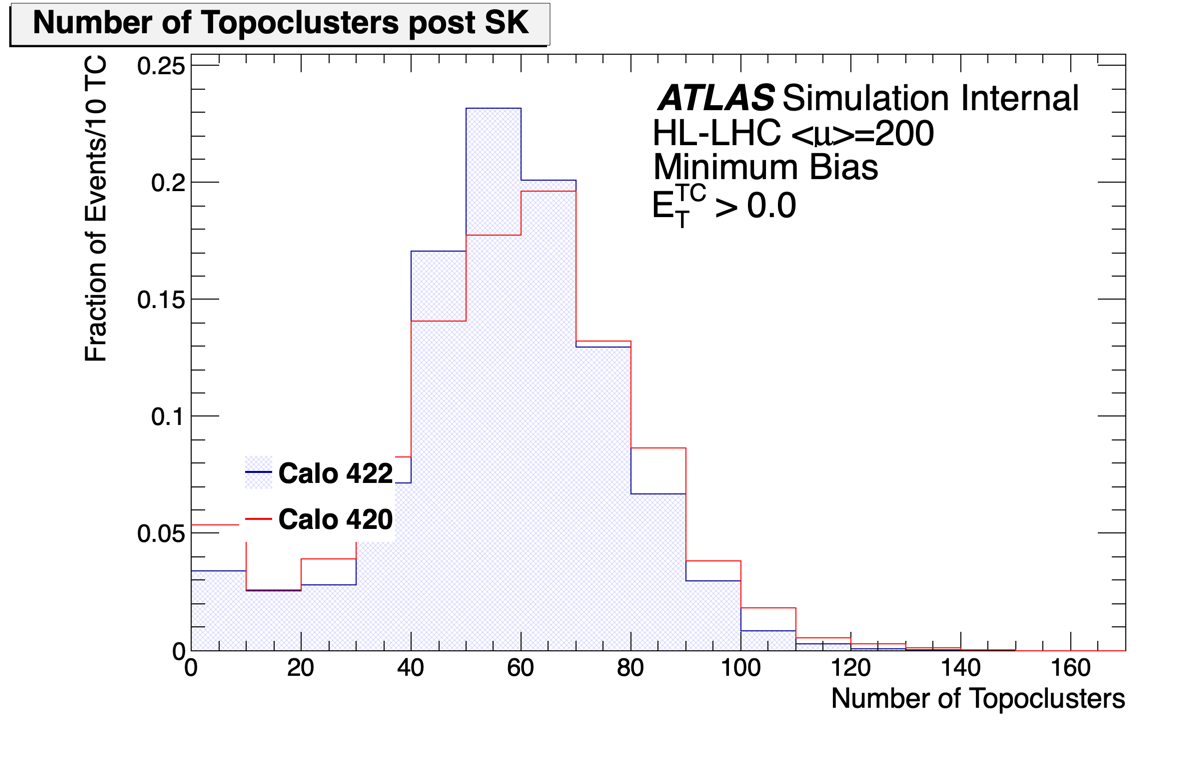 Number of Topoclusters post SK
Fraction of Events/10 TC
0.25
0.2
0.15
0.1
0.05
0
ATLAS Simulation Internal
HL-LHC <μ>=200
Minimum Bias
E_T^TC > 0.0
Calo 422
Calo 420
0 20 40 60 80 100 120 140 160
Number of Topoclusters